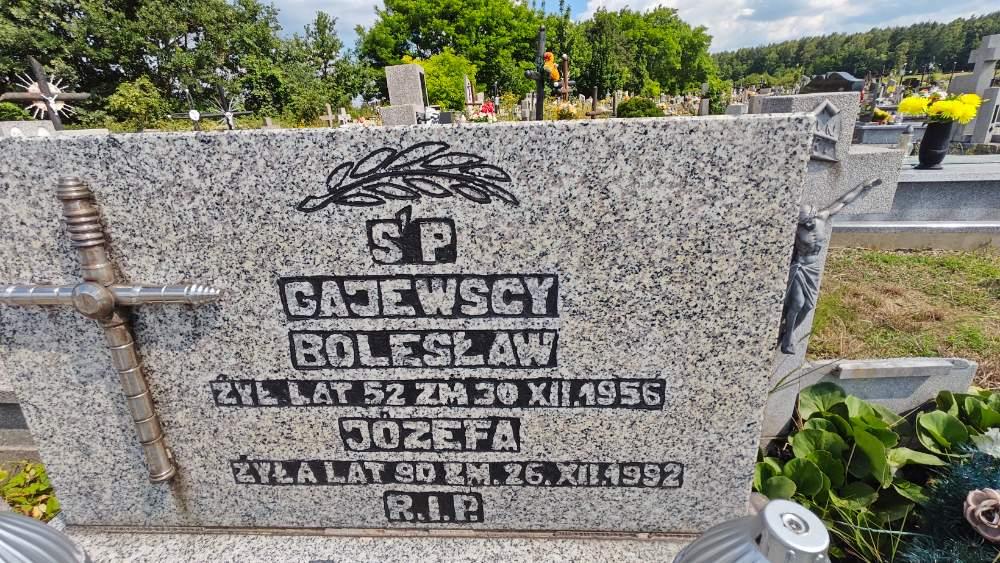 Ś P
GAJEWSCY
BOLESŁAW
ŻYŁ LAT 52 ZM 30 XII.1956
JÓZEFA
ŻYŁA LAT 90 ZM. 26. XII.1992
R.I.P.